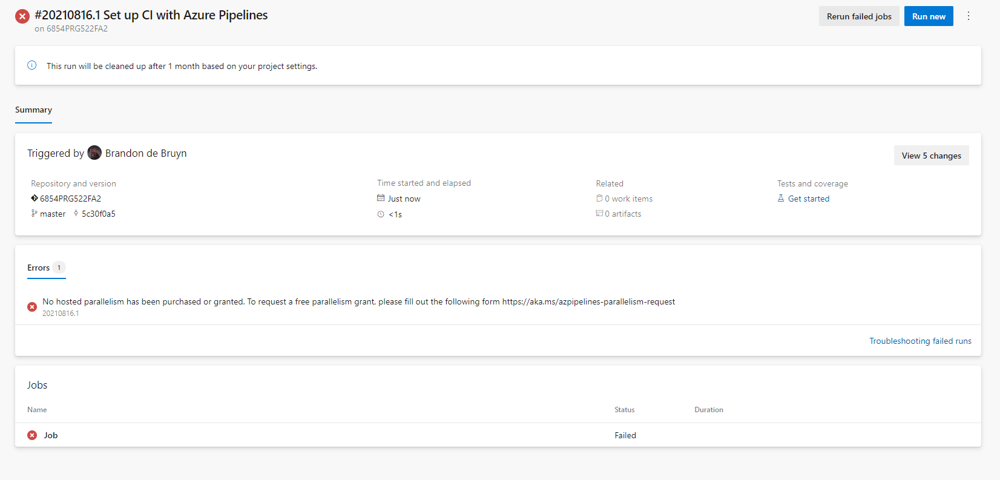 #20210816.1 Set up CI with Azure Pipelines
on 6854PRG522FA2
Rerun failed jobs
Run new
This run will be cleaned up after 1 month based on your project settings.
Summary
Triggered by Brandon de Bruyn
View 5 changes
Repository and version
6854PRG522FA2
master 5c30f0a5
Time started and elapsed
Just now
<1s
Related
0 work items
0 artifacts
Tests and coverage
Get started
Errors 1
No hosted parallelism has been purchased or granted. To request a free parallelism grant, please fill out the following form https://aka.ms/azpipelines-parallelism-request
20210816.1
Troubleshooting failed runs
Jobs
Name Status Duration
Job Failed